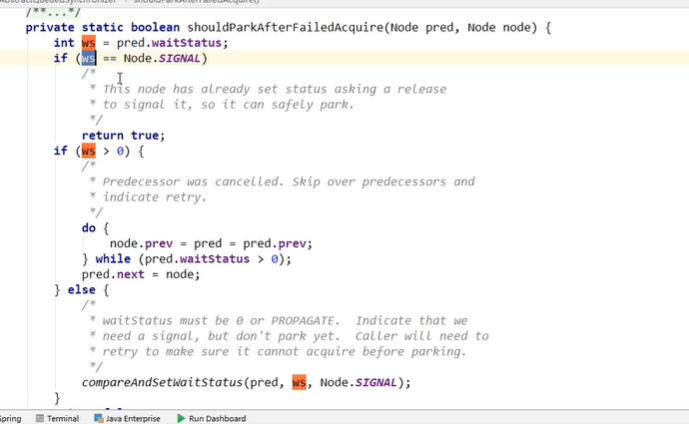 AbstractQueuedSynchronizer › shouldParkAfterFailedAcquire()
/**...*/
private static boolean shouldParkAfterFailedAcquire(Node pred, Node node) {
int ws = pred.waitStatus;
if (ws == Node.SIGNAL)
/*
* This node has already set status asking a release
* to signal it, so it can safely park.
*/
return true;
if (ws > 0) {
/*
* Predecessor was cancelled. Skip over predecessors and
* indicate retry.
*/
do {
node.prev = pred = pred.prev;
} while (pred.waitStatus > 0);
pred.next = node;
} else {
/*
* waitStatus must be 0 or PROPAGATE.  Indicate that we
* need a signal, but don't park yet.  Caller will need to
* retry to make sure it cannot acquire before parking.
*/
compareAndSetWaitStatus(pred, ws, Node.SIGNAL);
}
Spring Terminal Java Enterprise Run Dashboard